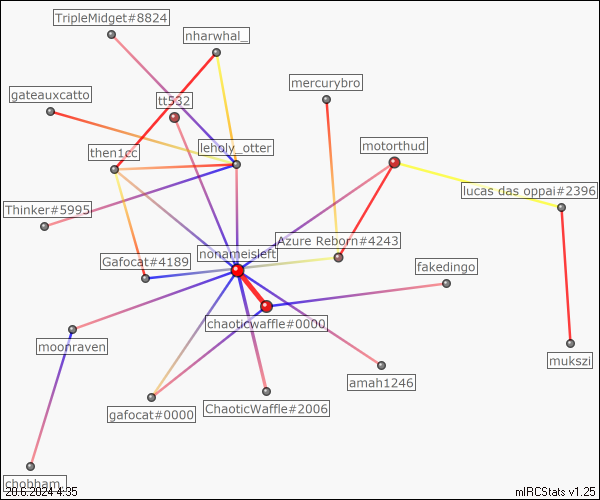 TripleMidget#8824
nharwhal_
mercurybro
gateauxcatto
tt532
motorthud
then1cc
leholy_otter
lucas das oppai#2396
Thinker#5995
Azure Reborn#4243
nonameisleft
Gafocat#4189
fakedingo
chaoticwaffle#0000
moonraven
mukszi
amah1246
gafocat#0000
ChaoticWaffle#2006
chobham_
20.6.2024 4:35
mIRCStats v1.25